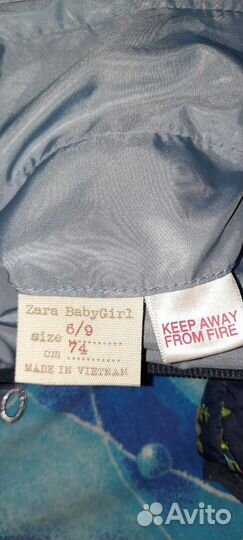 Zara BabyGirl
size 6/9
cm 74
MADE IN VIETNAM
KEEP AWAY
FROM FIRE
Avito